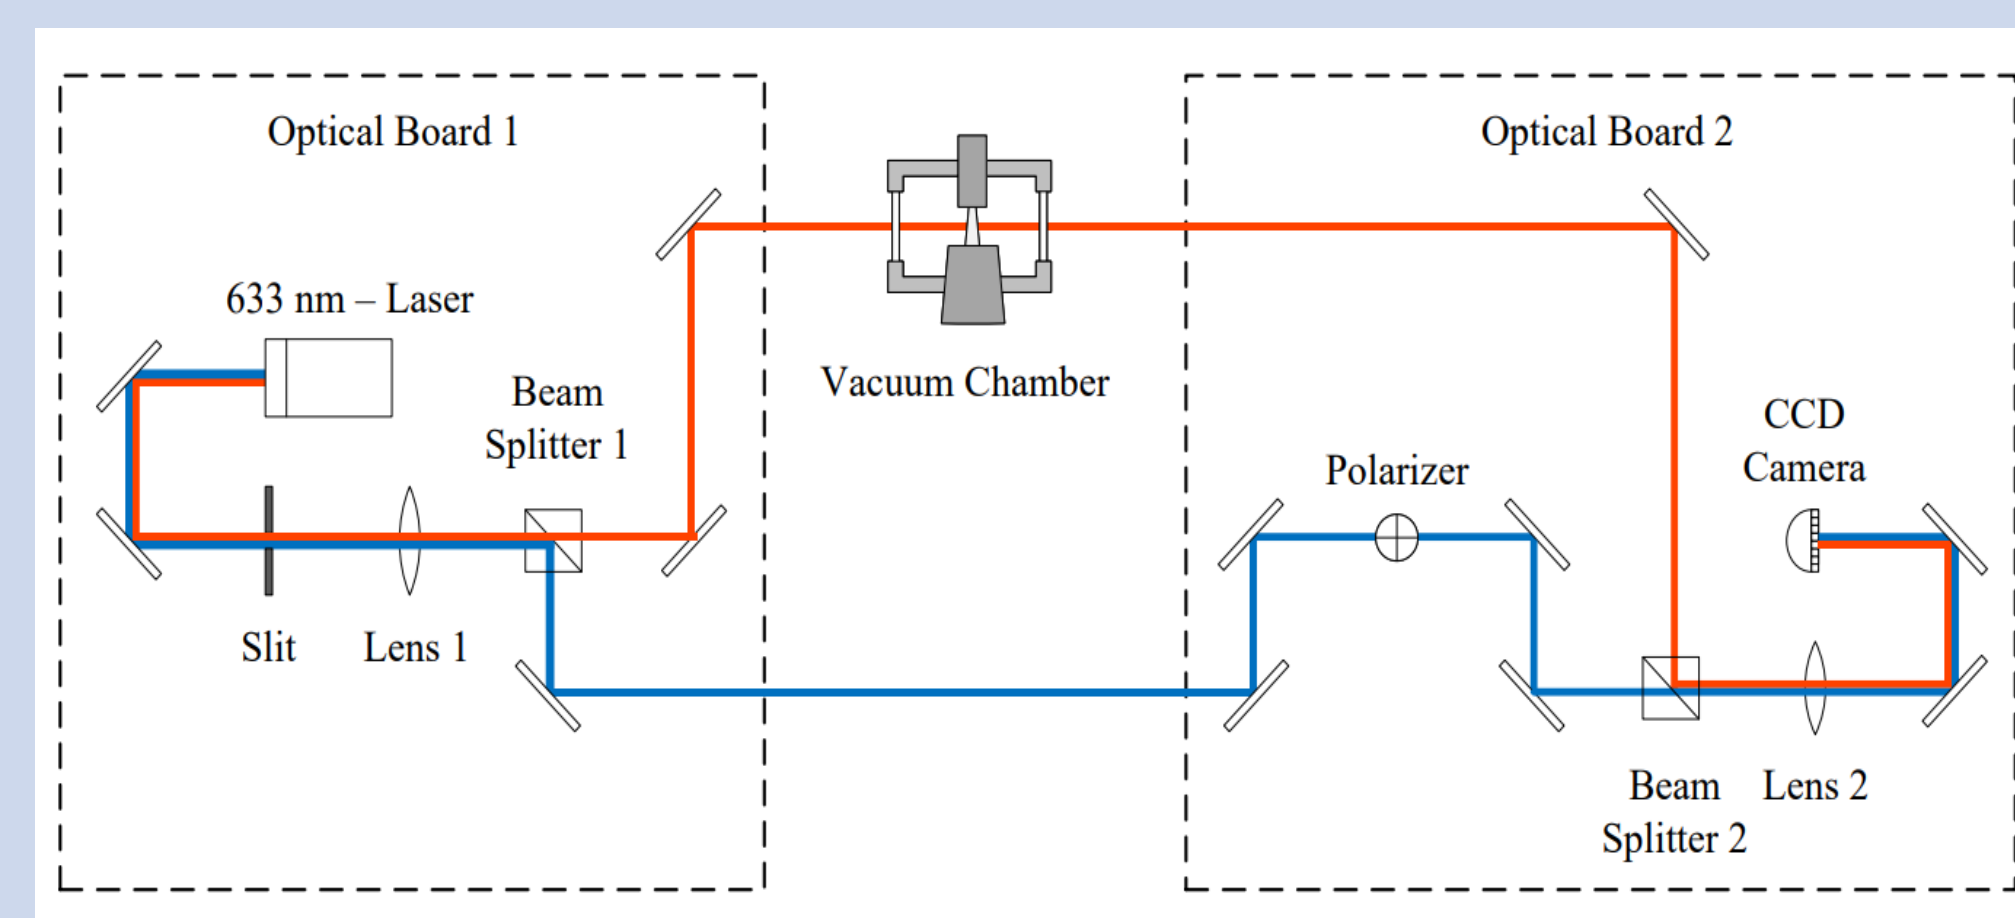 Optical Board 1
Optical Board 2
633 nm – Laser
Beam
Splitter 1
Vacuum Chamber
CCD
Camera
Polarizer
Slit
Lens 1
Beam
Splitter 2
Lens 2